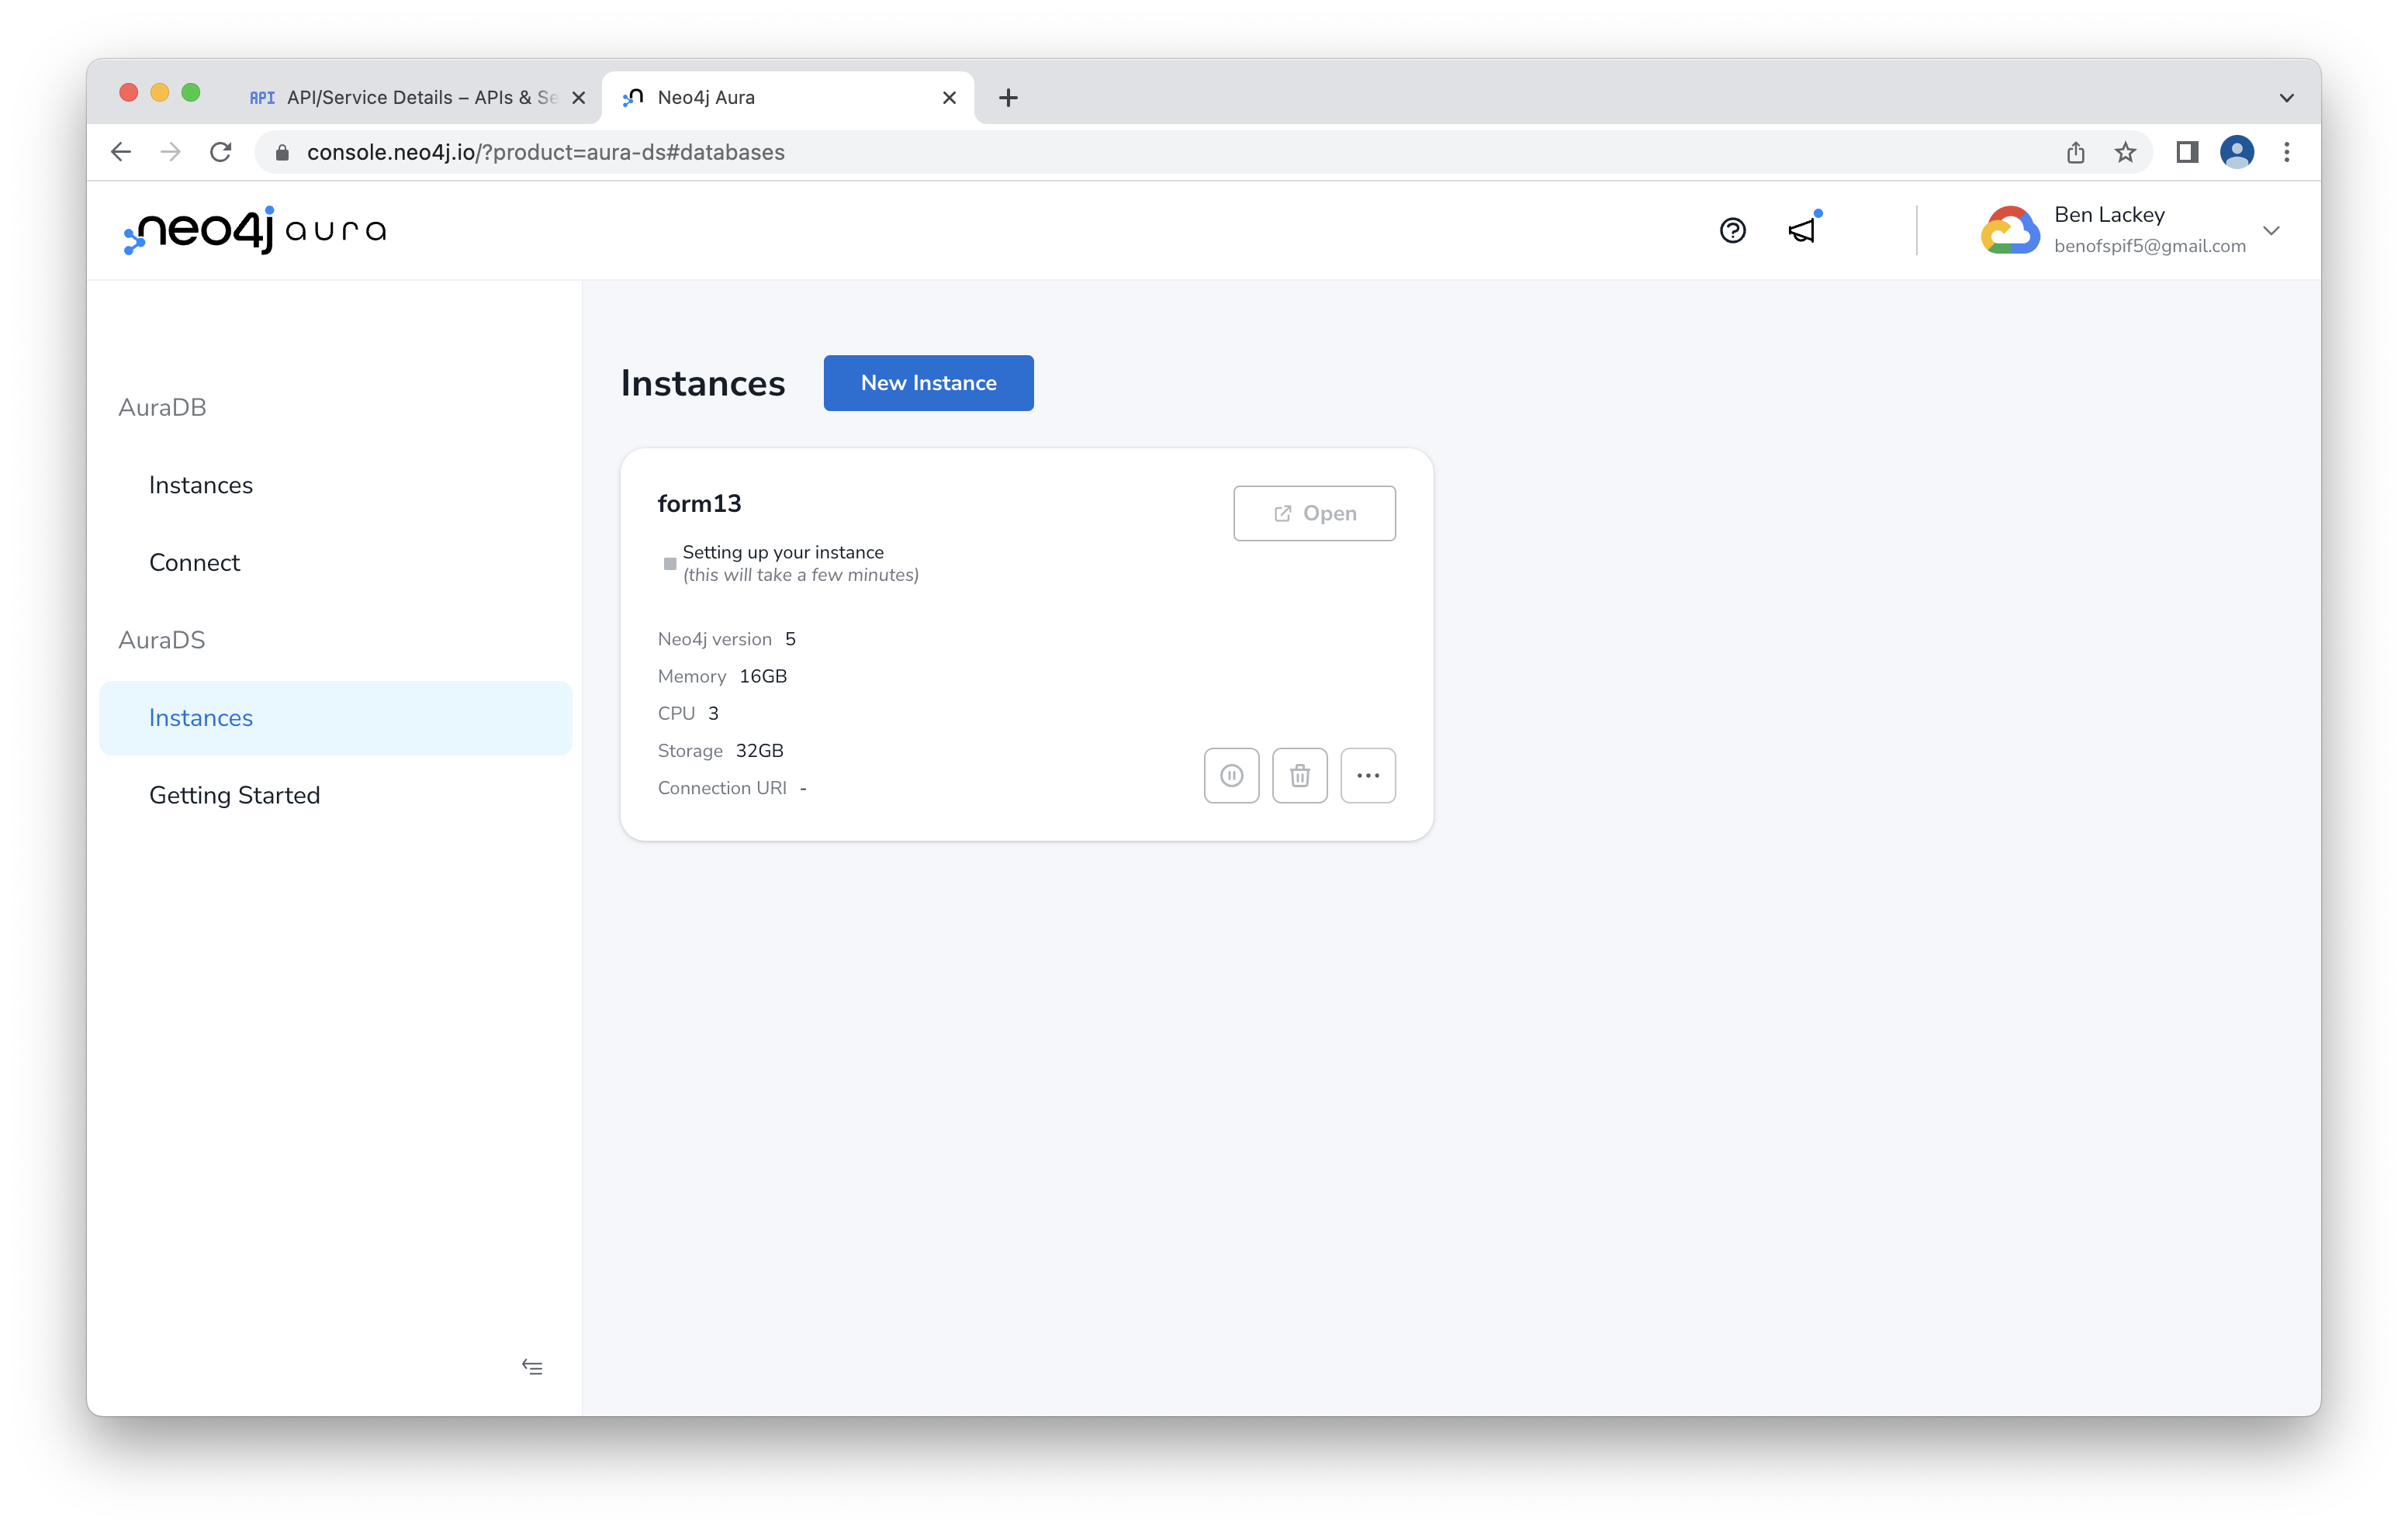 API API/Service Details – APIs & Se
Neo4j Aura
console.neo4j.io/?product=aura-ds#databases
neo4j aura
Ben Lackey
benofspif5@gmail.com
AuraDB
Instances
Connect
AuraDS
Instances
Getting Started
Instances
New Instance
form13
Open
Setting up your instance
(this will take a few minutes)
Neo4j version 5
Memory 16GB
CPU 3
Storage 32GB
Connection URI -